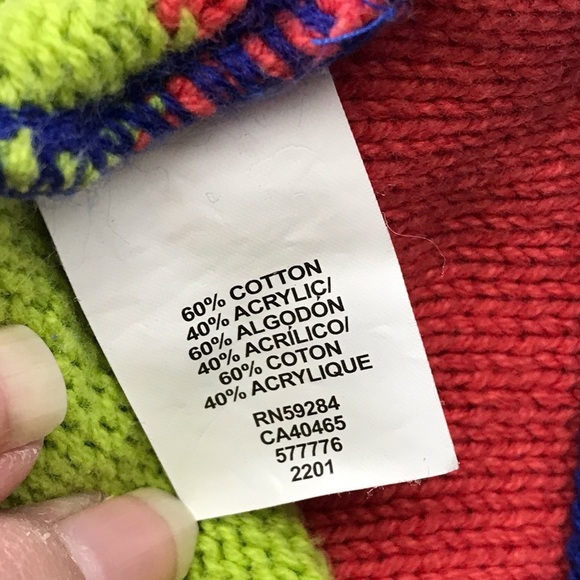 60% COTTON
40% ACRYLIC/
60% ALGODÓN
40% ACRÍLICO/
60% COTON
40% ACRYLIQUE
RN59284
CA40465
577776
2201